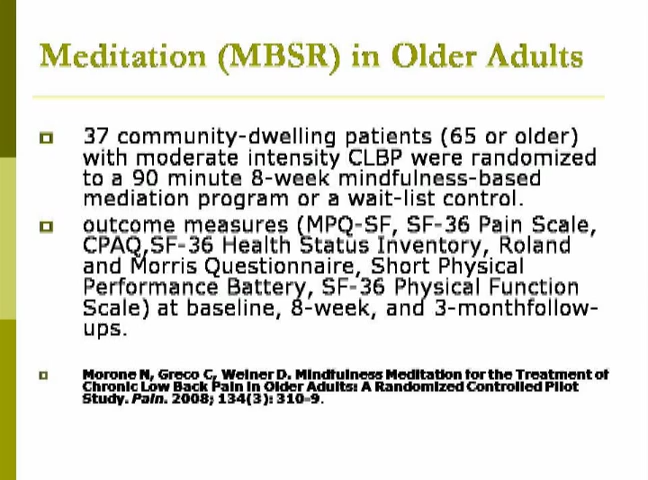 Meditation (MBSR) in Older Adults
37 community-dwelling patients (65 or older)
with moderate intensity CLBP were randomized
to a 90 minute 8-week mindfulness-based
mediation program or a wait-list control.
outcome measures (MPQ-SF, SF-36 Pain Scale,
CPAQ,SF-36 Health Status Inventory, Roland
and Morris Questionnaire, Short Physical
Performance Battery, SF-36 Physical Function
Scale) at baseline, 8-week, and 3-monthfollow-
ups.
Morone N, Greco C, Weiner D. Mindfulness Meditation for the Treatment of
Chronic Low Back Pain in Older Adults: A Randomized Controlled Pilot
Study. Pain. 2008; 134(3): 310-9.